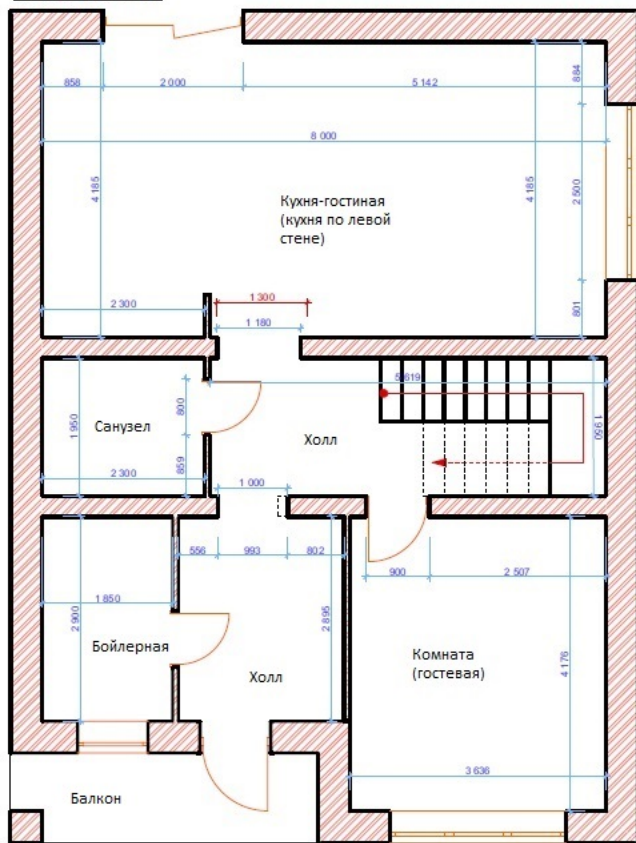 858
2 000
5 142
884
8 000
4 185
4 185
2 500
Кухня-гостиная
(кухня по левой
стене)
1 300
2 300
1 180
801
5 619
1 950
800
Санузел
Холл
1 950
859
2 300
1 000
556
993
802
900
2 507
1 850
2 900
2 895
Бойлерная
Комната
(гостевая)
4 176
Холл
3 636
Балкон